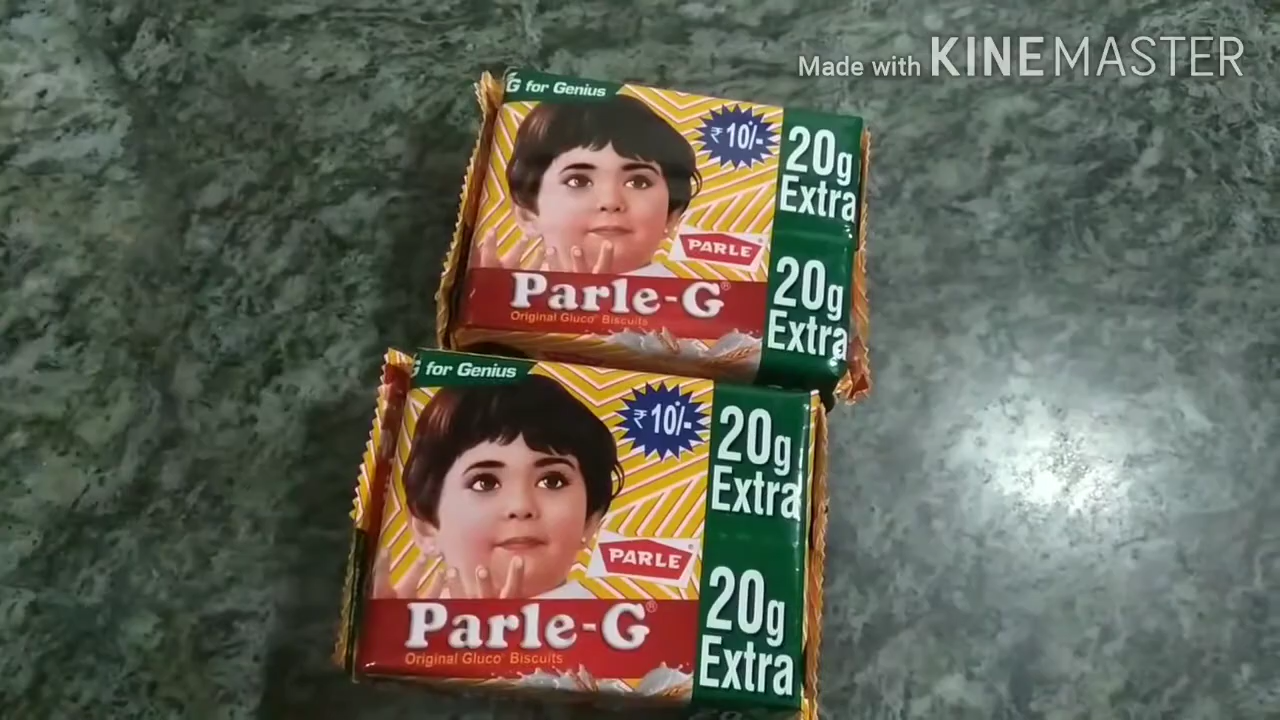 Made with KINEMASTER
G for Genius
₹ 10/-
20g
Extra
PARLE
20g
Extra
Parle-G®
Original Gluco Biscuits
G for Genius
₹ 10/-
20g
Extra
PARLE
20g
Extra
Parle-G®
Original Gluco Biscuits